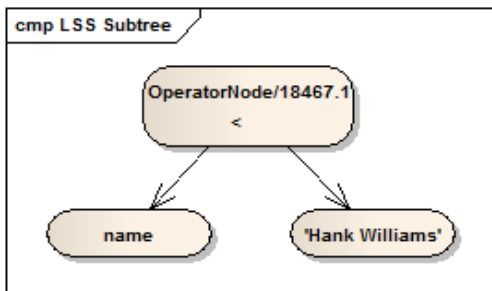 cmp LSS Subtree
OperatorNode/18467.1
<
name
'Hank Williams'